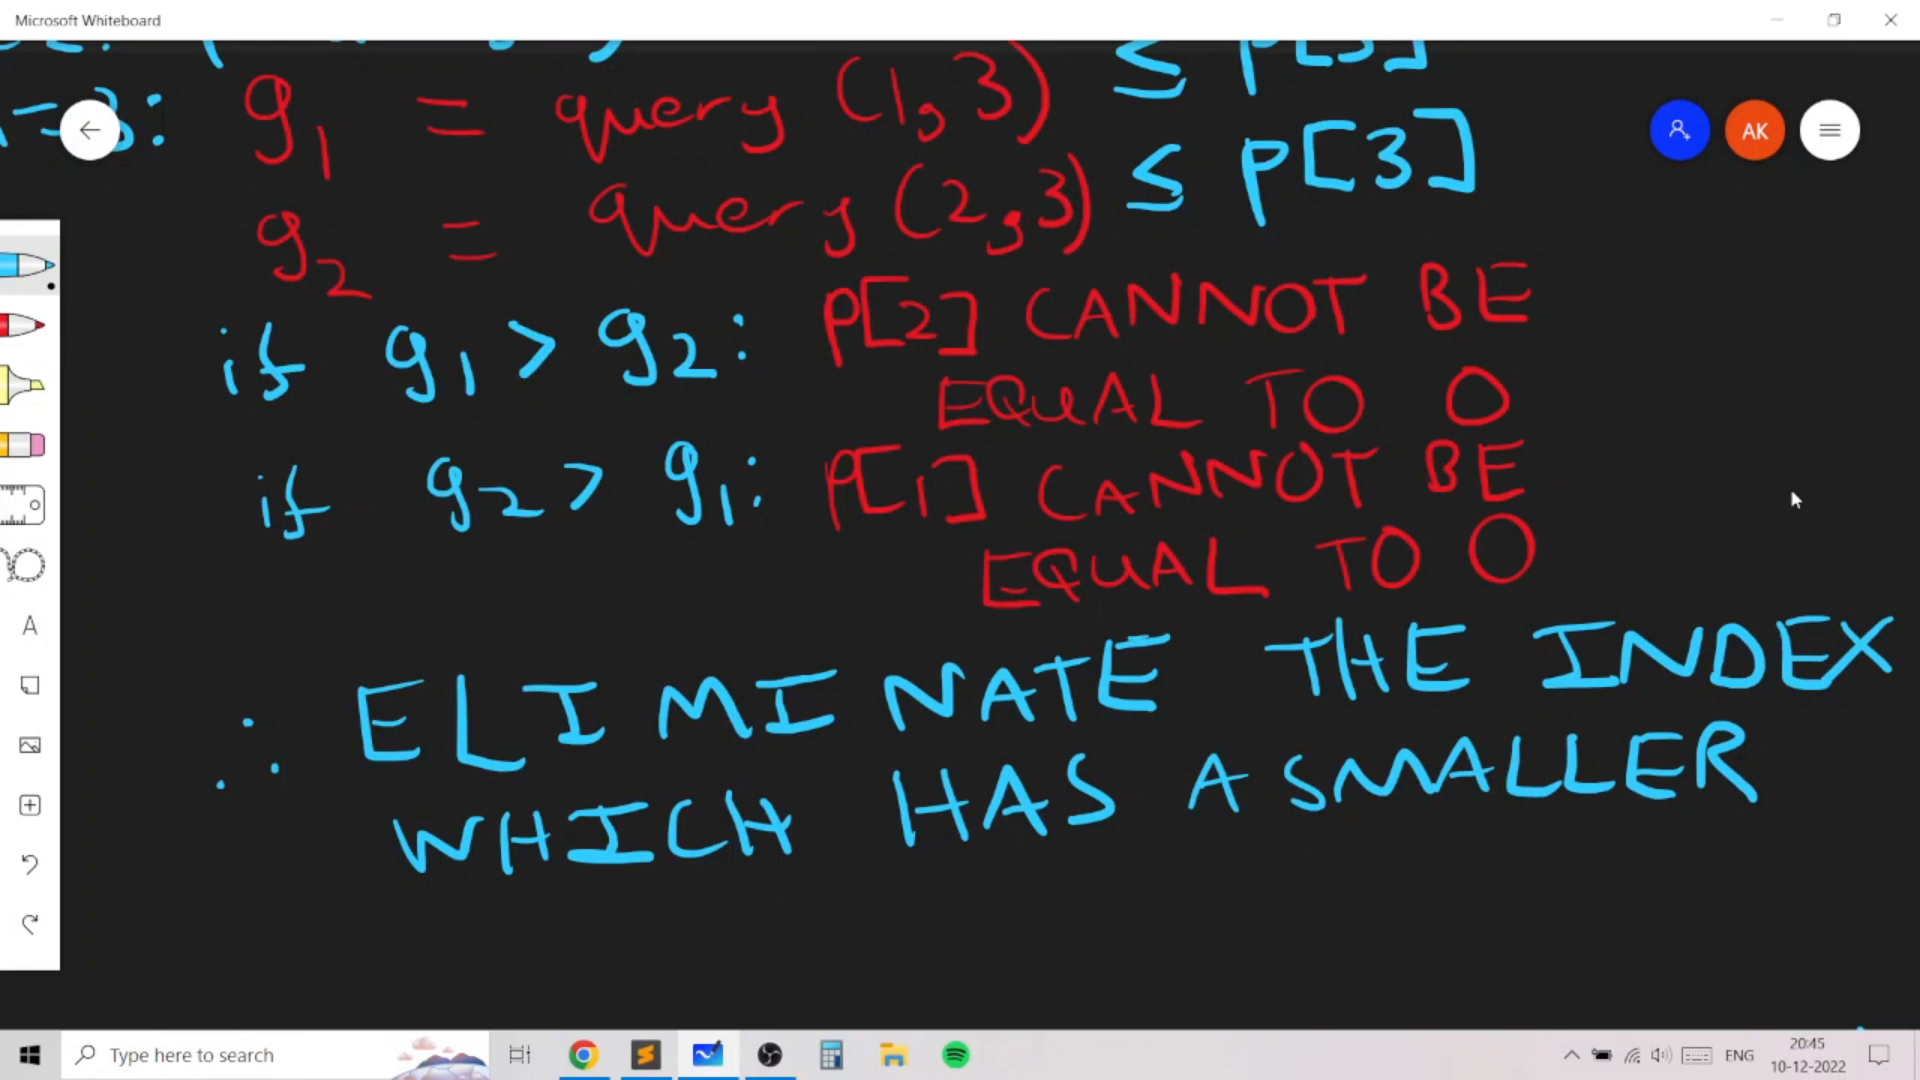 Microsoft Whiteboard
≤ p[3]
g1 = query (1,3)
≤ p[3]
g2 = query (2,3)
if g1 > g2: p[2] CANNOT BE
EQUAL TO 0
if g2 > g1: p[1] CANNOT BE
EQUAL TO 0
∴ ELIMINATE THE INDEX
WHICH HAS A SMALLER
AK
A
Type here to search
ENG
20:45
10-12-2022